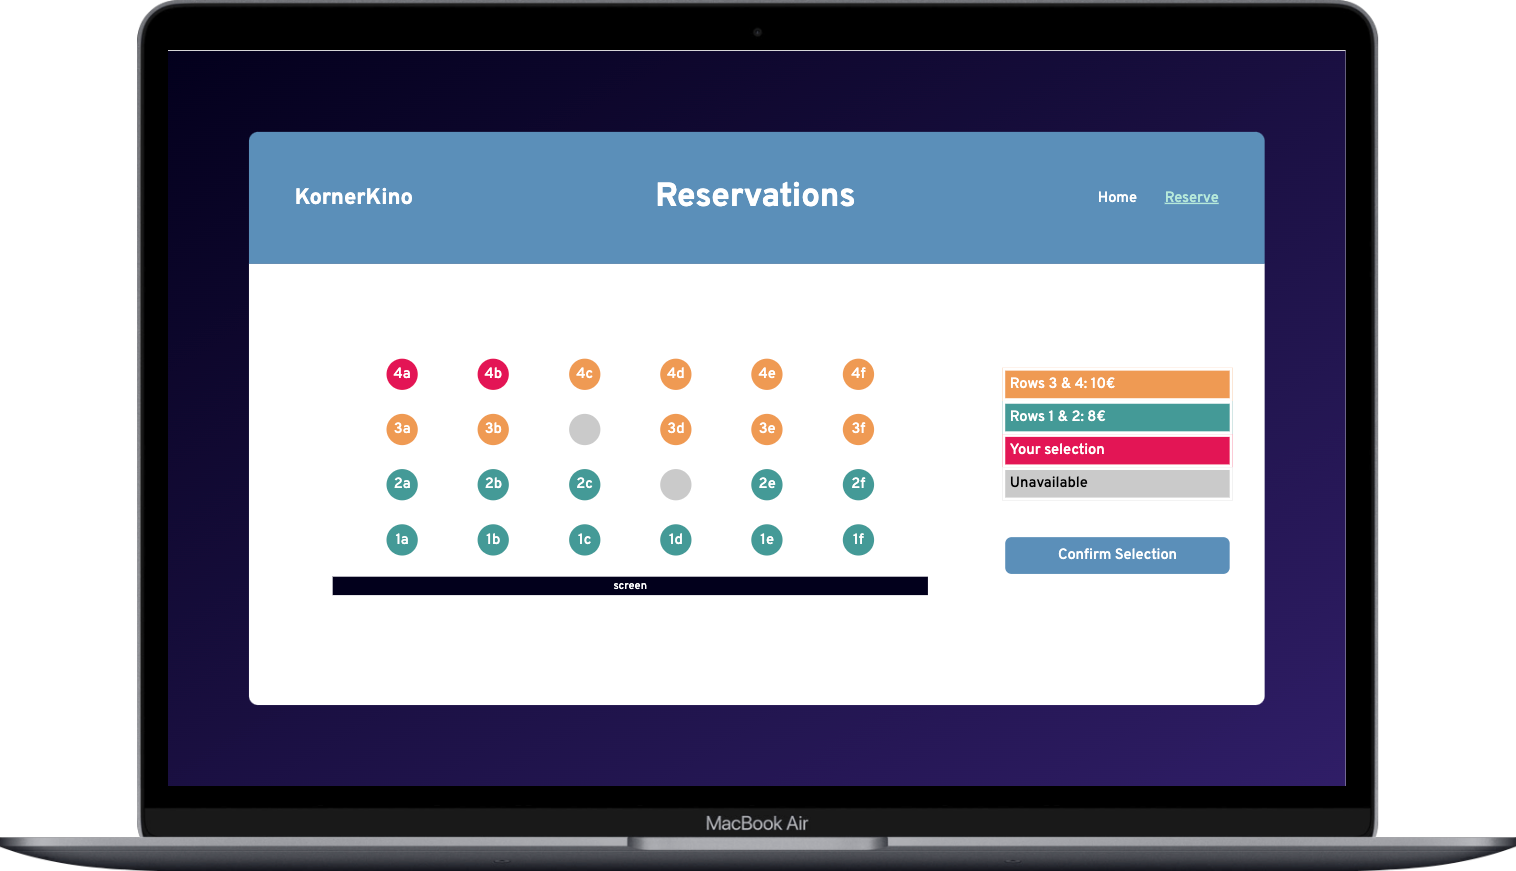 KornerKino
Reservations
Home
Reserve
4a 4b 4c 4d 4e 4f
3a 3b 3d 3e 3f
2a 2b 2c 2e 2f
1a 1b 1c 1d 1e 1f
screen
Rows 3 & 4: 10€
Rows 1 & 2: 8€
Your selection
Unavailable
Confirm Selection
MacBook Air